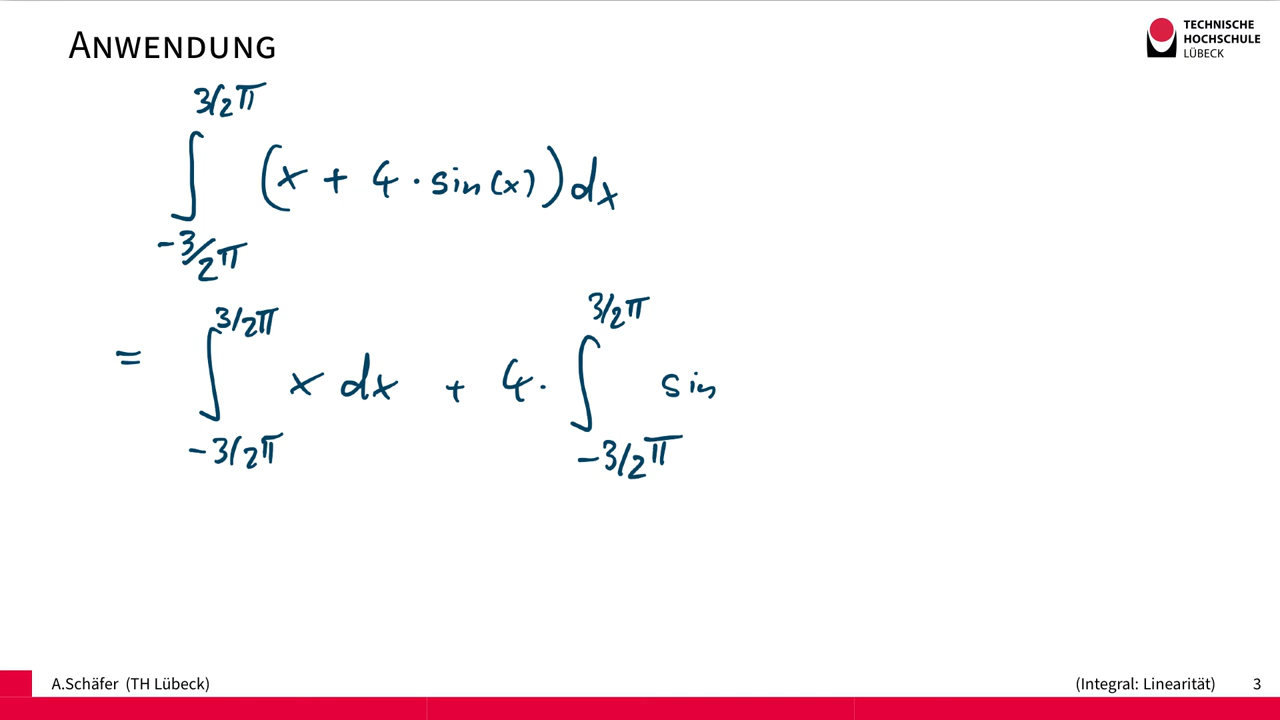 ANWENDUNG
TECHNISCHE
HOCHSCHULE
LÜBECK
3/2π
∫ (x + 4 · sin(x)) dx
-3/2π
3/2π 3/2π
= ∫ x dx + 4 · ∫ sin
-3/2π -3/2π
A.Schäfer (TH Lübeck) (Integral: Linearität) 3